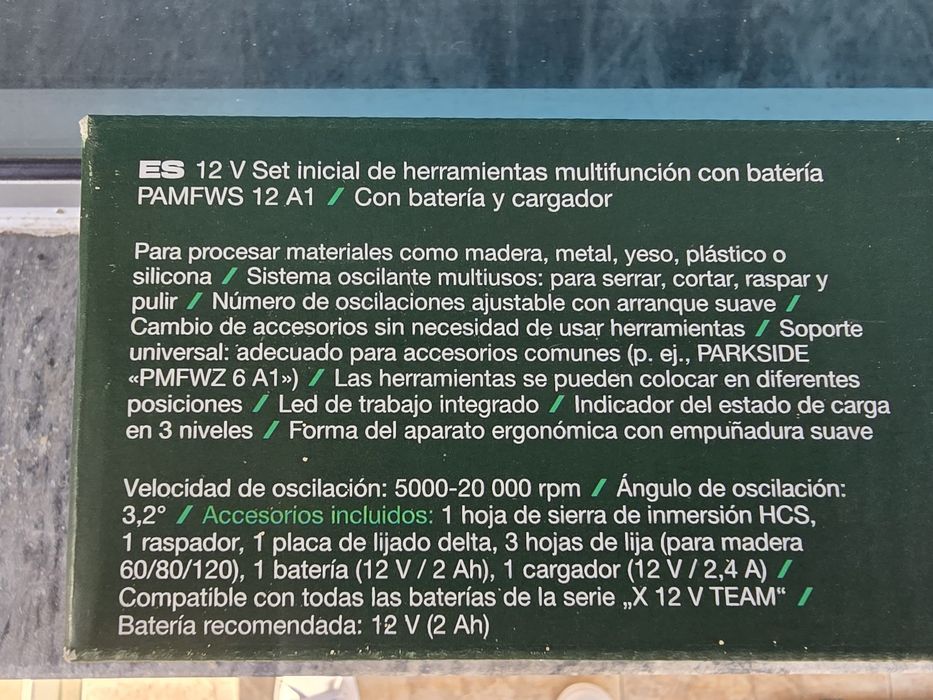 ES 12 V Set inicial de herramientas multifunción con batería
PAMFWS 12 A1 / Con batería y cargador
Para procesar materiales como madera, metal, yeso, plástico o
silicona / Sistema oscilante multiusos: para serrar, cortar, raspar y
pulir / Número de oscilaciones ajustable con arranque suave /
Cambio de accesorios sin necesidad de usar herramientas / Soporte
universal: adecuado para accesorios comunes (p. ej., PARKSIDE
«PMFWZ 6 A1») / Las herramientas se pueden colocar en diferentes
posiciones / Led de trabajo integrado / Indicador del estado de carga
en 3 niveles / Forma del aparato ergonómica con empuñadura suave
Velocidad de oscilación: 5000-20 000 rpm / Ángulo de oscilación:
3,2° / Accesorios incluidos: 1 hoja de sierra de inmersión HCS,
1 raspador, 1 placa de lijado delta, 3 hojas de lija (para madera
60/80/120), 1 batería (12 V / 2 Ah), 1 cargador (12 V / 2,4 A) /
Compatible con todas las baterías de la serie „X 12 V TEAM“ /
Batería recomendada: 12 V (2 Ah)